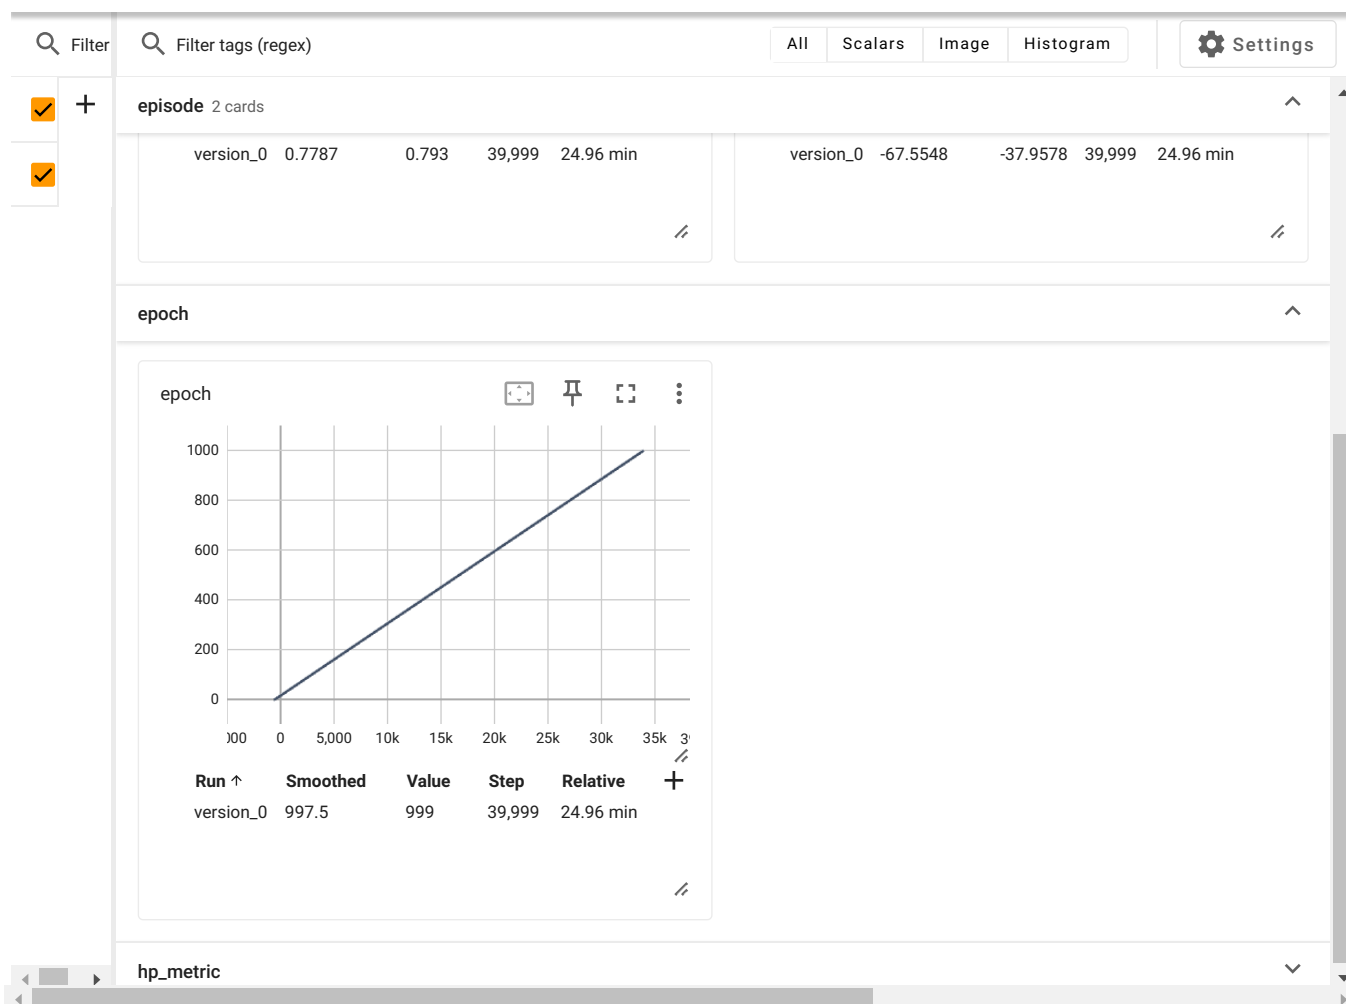 Filter
Filter tags (regex)
All Scalars Image Histogram
Settings
episode 2 cards
version_0 0.7787 0.793 39,999 24.96 min
version_0 -67.5548 -37.9578 39,999 24.96 min
epoch
epoch
1000
800
600
400
200
0
0 5,000 10k 15k 20k 25k 30k 35k
Run Smoothed Value Step Relative
version_0 997.5 999 39,999 24.96 min
hp_metric